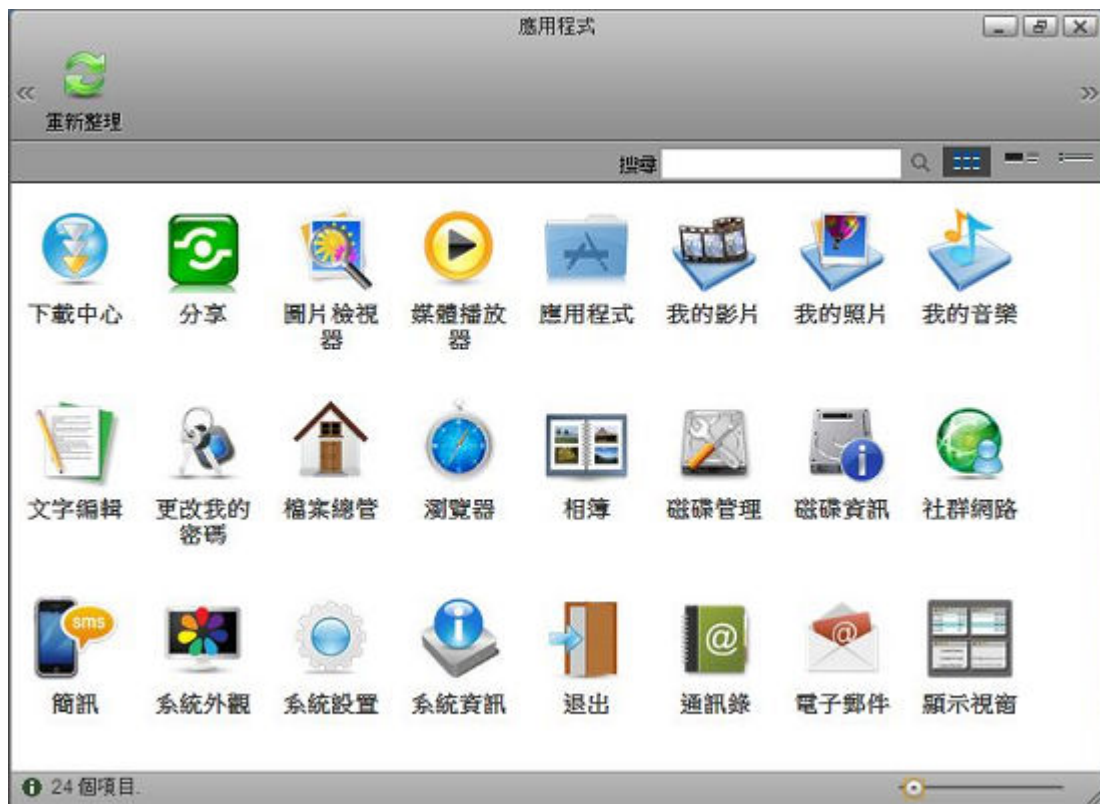 應用程式
重新整理
搜尋
下載中心
分享
圖片檢視
器
媒體播放
器
應用程式
我的影片
我的照片
我的音樂
文字編輯
更改我的
密碼
檔案總管
瀏覽器
相簿
磁碟管理
磁碟資訊
社群網路
sms
簡訊
系統外觀
系統設置
系統資訊
退出
@
通訊錄
@
電子郵件
顯示視窗
24 個項目.